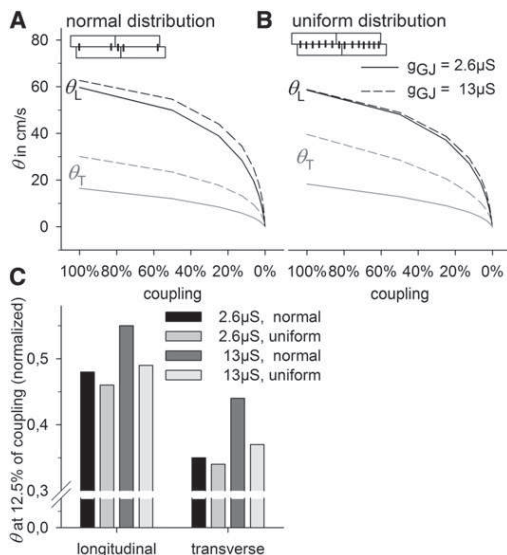 A normal distribution
80
60
40
20
0
θ in cm/s
θL
θT
100% 80% 60% 40% 20% 0%
coupling
B uniform distribution
gGJ = 2.6µS
gGJ = 13µS
θL
θT
100% 80% 60% 40% 20% 0%
coupling
C
θ at 12.5% of coupling (normalized)
0,5
0,4
0,3
0,0
2.6µS, normal
2.6µS, uniform
13µS, normal
13µS, uniform
longitudinal transverse